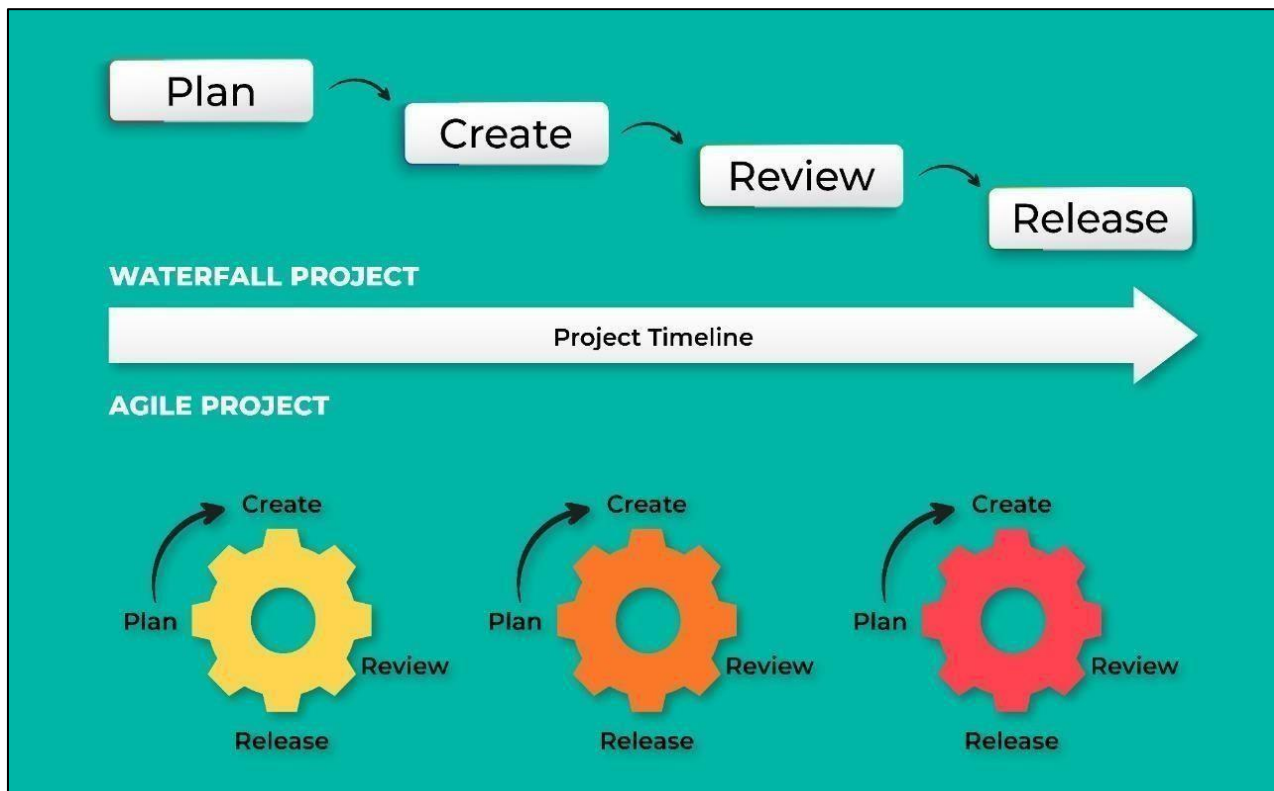 Plan
Create
Review
Release
WATERFALL PROJECT
Project Timeline
AGILE PROJECT
Create
Plan
Review
Release
Create
Plan
Review
Release
Create
Plan
Review
Release